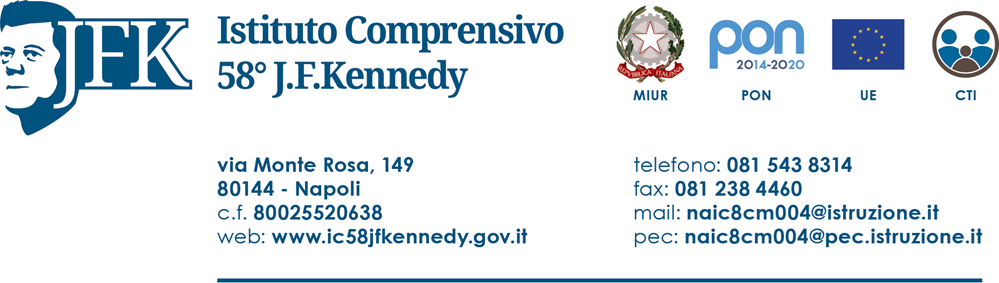 JFK
Istituto Comprensivo
58° J.F.Kennedy
REPVBBLICA ITALIANA
pon
2014-2020
MIUR
PON
UE
CTI
via Monte Rosa, 149
80144 - Napoli
c.f. 80025520638
web: www.ic58jfkennedy.gov.it
telefono: 081 543 8314
fax: 081 238 4460
mail: naic8cm004@istruzione.it
pec: naic8cm004@pec.istruzione.it